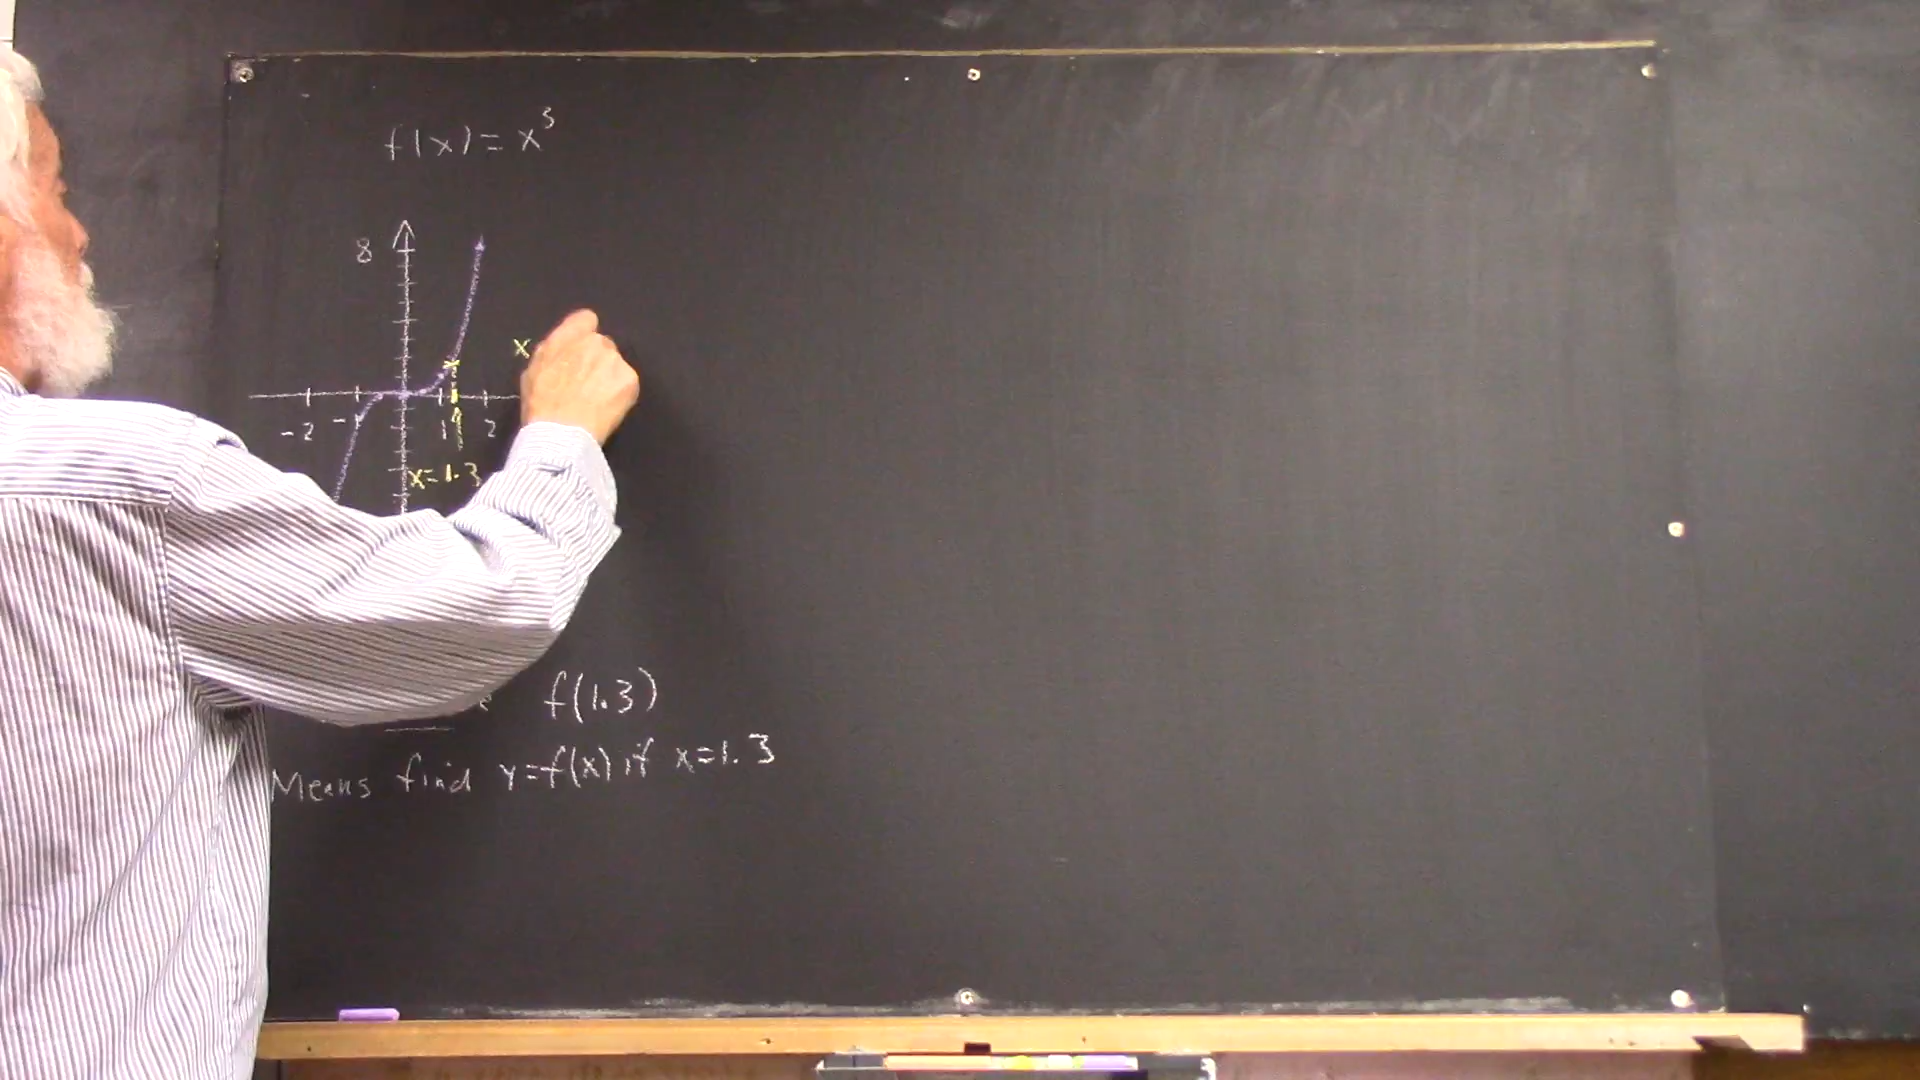 f(x) = x³
8
x
-2 -1 1 2
x=1.3
f(1.3)
Means find y=f(x) if x=1.3